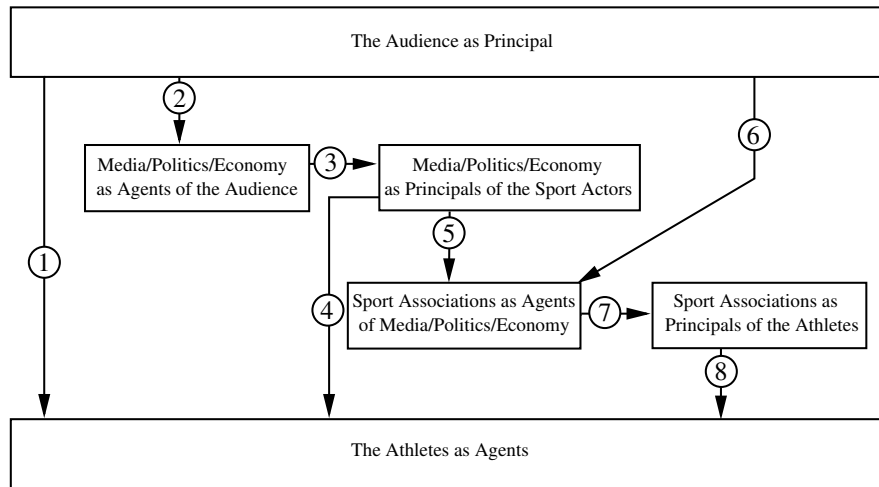 The Audience as Principal
2
6
Media/Politics/Economy
as Agents of the Audience
3
Media/Politics/Economy
as Principals of the Sport Actors
5
1
4
Sport Associations as Agents
of Media/Politics/Economy
7
Sport Associations as
Principals of the Athletes
8
The Athletes as Agents